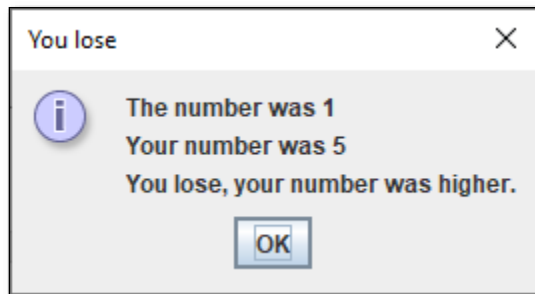 You lose
The number was 1
Your number was 5
You lose, your number was higher.
OK